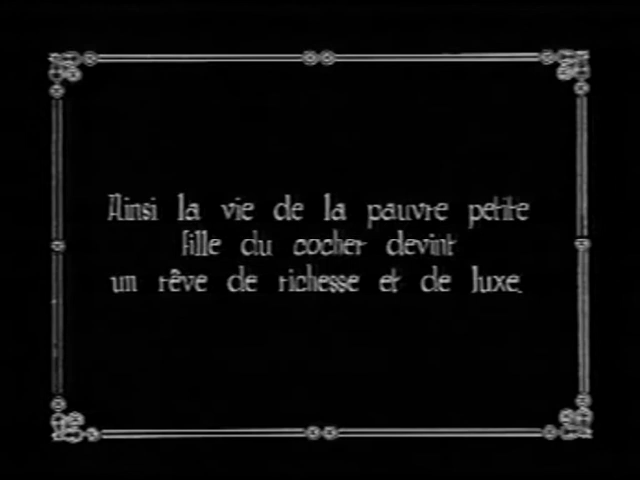 Ainsi la vie de la pauvre petite
fille du cocher devint
un rêve de richesse et de luxe.